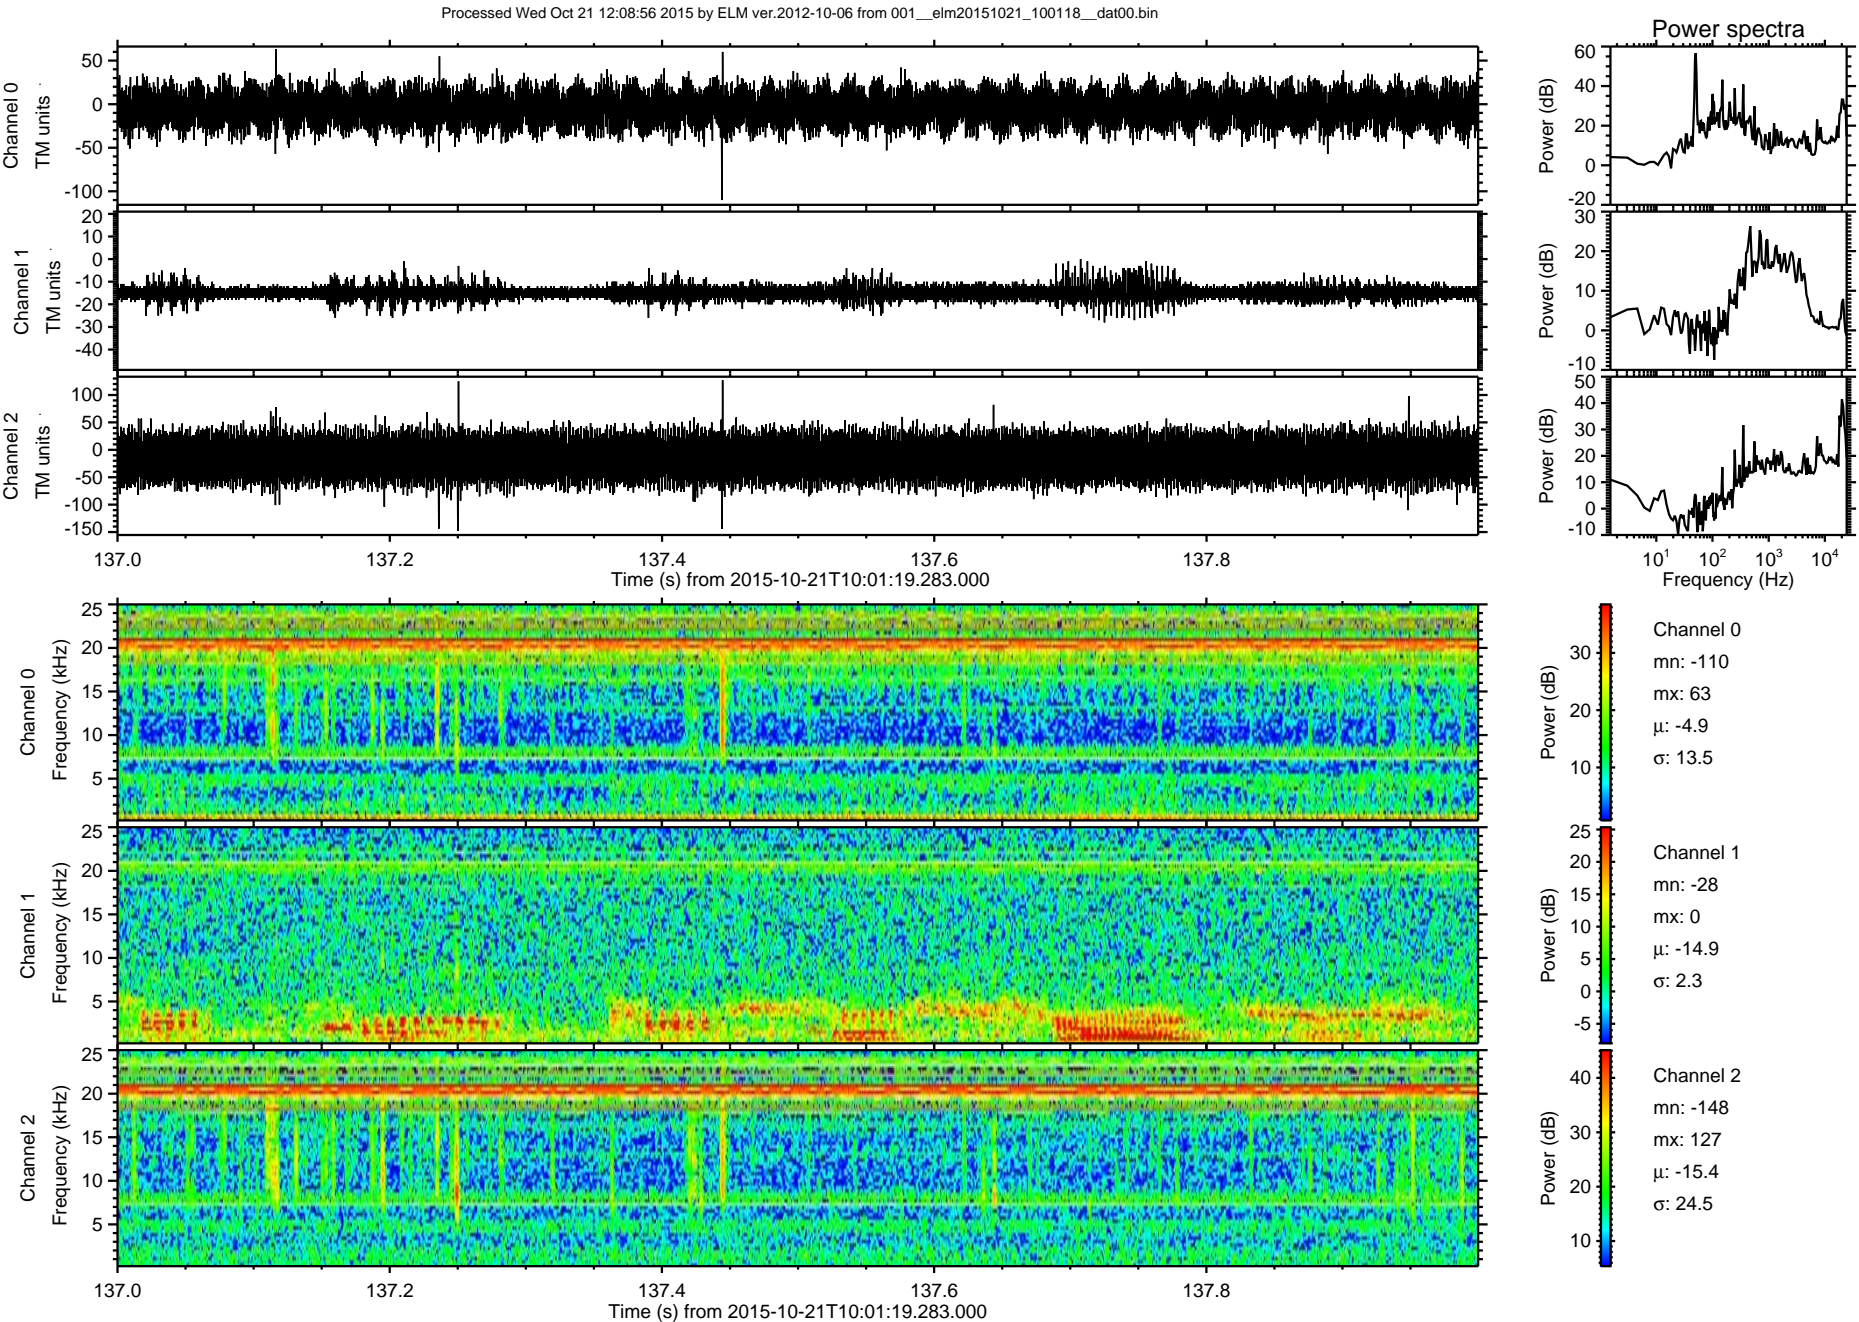 Processed Wed Oct 21 12:08:56 2015 by ELM ver.2012-10-06 from 001__elm20151021_100118__dat00.bin
Power spectra
Channel 0
TM units
50
0
-50
-100
Power (dB)
60
40
20
0
-20
Channel 1
TM units
20
10
0
-10
-20
-30
-40
Power (dB)
30
20
10
0
-10
Channel 2
TM units
100
50
0
-50
-100
-150
Power (dB)
50
40
30
20
10
0
-10
137.0 137.2 137.4 137.6 137.8
Time (s) from 2015-10-21T10:01:19.283.000
10¹ 10² 10³ 10⁴
Frequency (Hz)
Channel 0
Frequency (kHz)
25
20
15
10
5
Power (dB)
30
20
10
Channel 0
mn: -110
mx: 63
μ: -4.9
σ: 13.5
Channel 1
Frequency (kHz)
25
20
15
10
5
Power (dB)
25
20
15
10
5
0
-5
Channel 1
mn: -28
mx: 0
μ: -14.9
σ: 2.3
Channel 2
Frequency (kHz)
25
20
15
10
5
Power (dB)
40
30
20
10
Channel 2
mn: -148
mx: 127
μ: -15.4
σ: 24.5
137.0 137.2 137.4 137.6 137.8
Time (s) from 2015-10-21T10:01:19.283.000